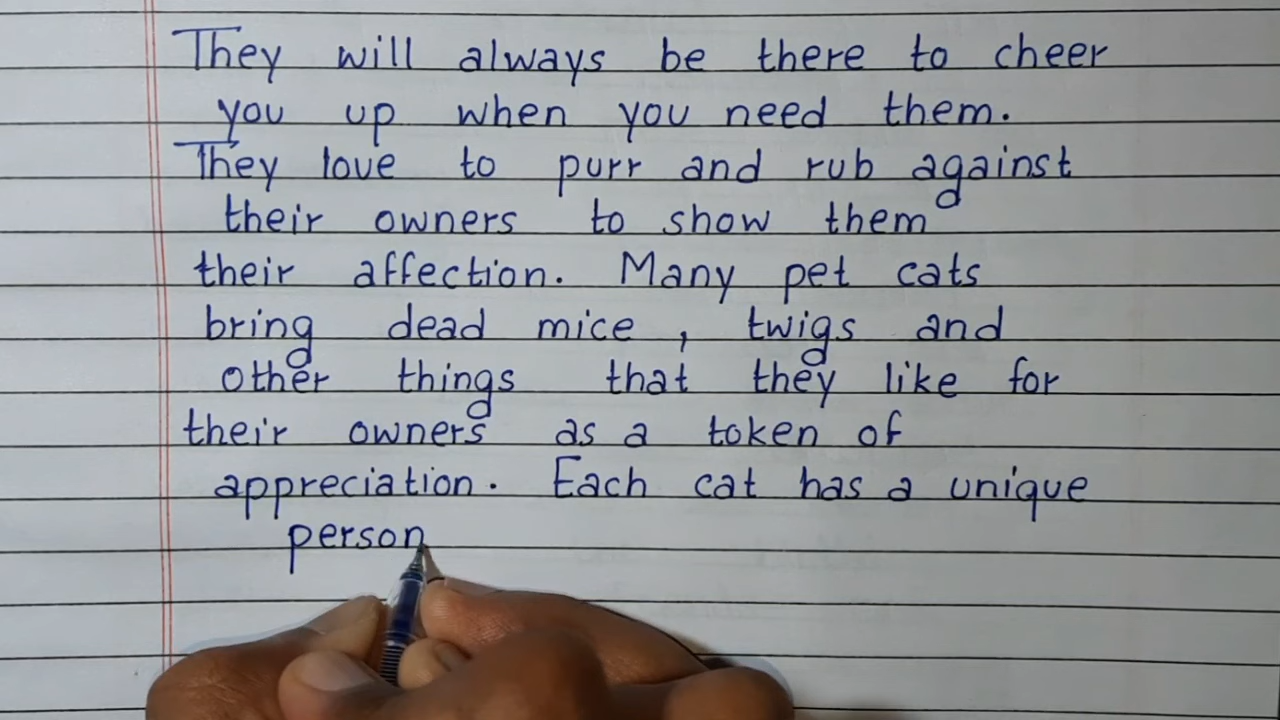 They will always be there to cheer
you up when you need them.
They love to purr and rub against
their owners to show them
their affection. Many pet cats
bring dead mice, twigs and
other things that they like for
their owners as a token of
appreciation. Each cat has a unique
person